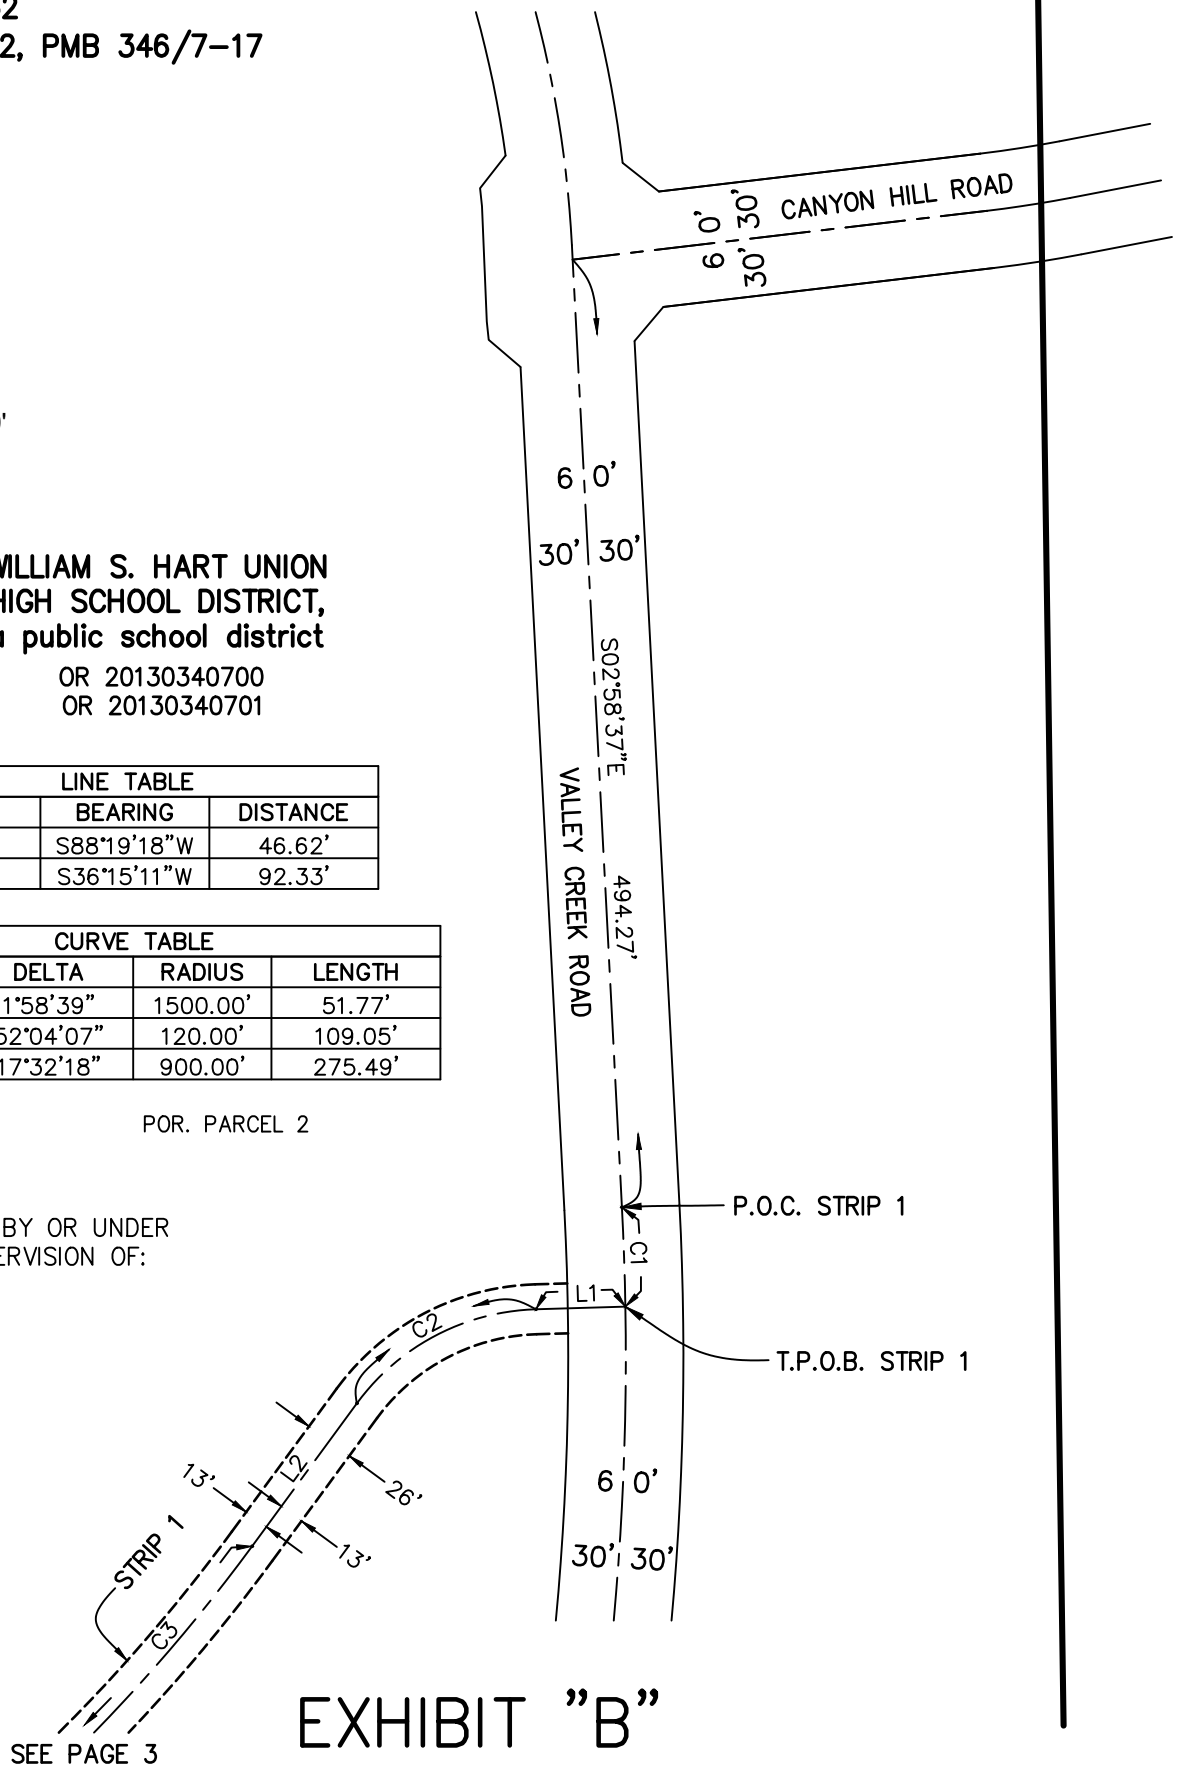 2, PMB 346/7-17
CANYON HILL ROAD
6 0'
30' 30'
6 0'
30' 30'
S. HART UNION
SCHOOL DISTRICT,
public school district
OR 20130340700
OR 20130340701
S02°58'37"E
494.27'
VALLEY CREEK ROAD
LINE TABLE
BEARING DISTANCE
S88°19'18"W 46.62'
S36°15'11"W 92.33'
CURVE TABLE
DELTA RADIUS LENGTH
1°58'39" 1500.00' 51.77'
52°04'07" 120.00' 109.05'
17°32'18" 900.00' 275.49'
POR. PARCEL 2
P.O.C. STRIP 1
BY OR UNDER
OF:
C1
L1
C2
T.P.O.B. STRIP 1
L2
13'
26'
13'
6 0'
30' 30'
STRIP 1
C3
EXHIBIT "B"
SEE PAGE 3